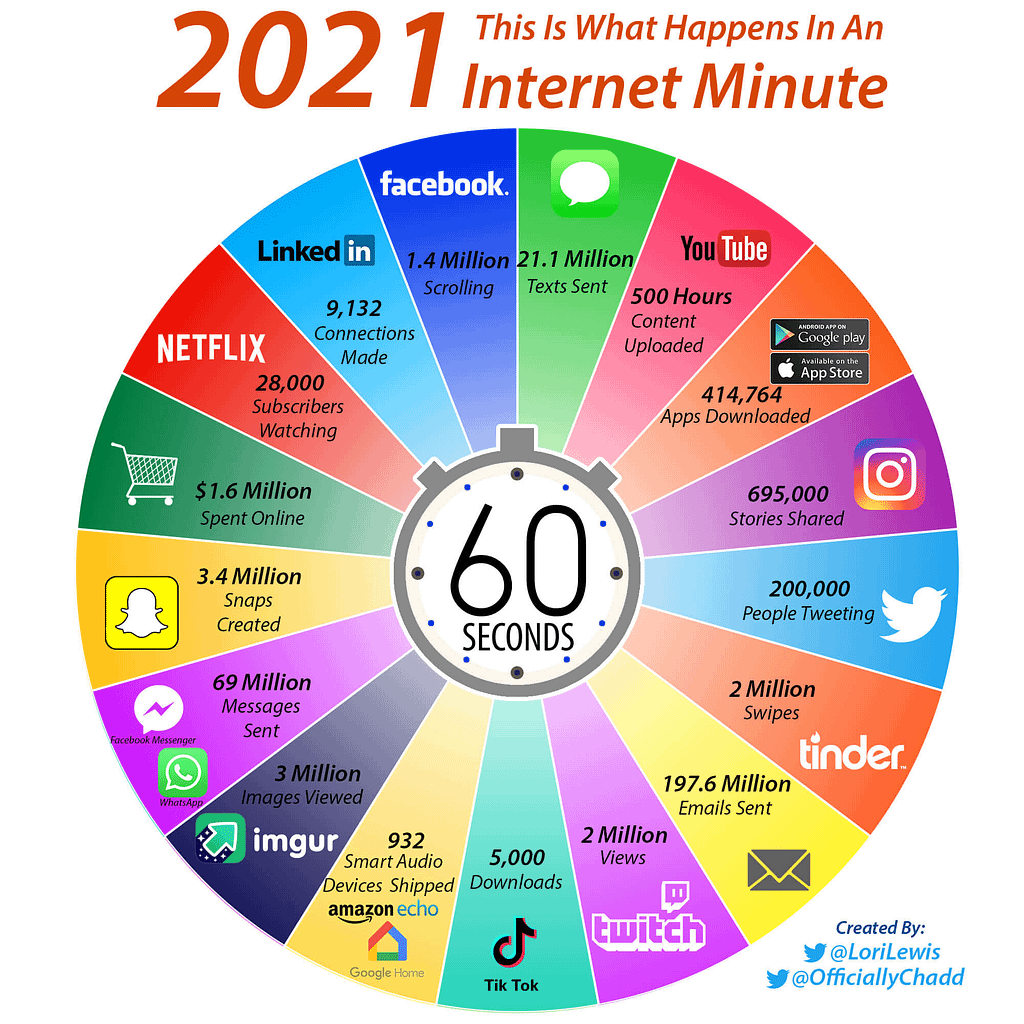 2021
This Is What Happens In An
Internet Minute
facebook.
1.4 Million
Scrolling
21.1 Million
Texts Sent
You Tube
500 Hours
Content
Uploaded
ANDROID APP ON
Google play
Available on the
App Store
414,764
Apps Downloaded
695,000
Stories Shared
200,000
People Tweeting
2 Million
Swipes
tinder
TM
197.6 Million
Emails Sent
2 Million
Views
twitch
5,000
Downloads
Tik Tok
932
Smart Audio
Devices Shipped
amazon echo
Google Home
3 Million
Images Viewed
imgur
69 Million
Messages
Sent
Facebook Messenger
WhatsApp
3.4 Million
Snaps
Created
$1.6 Million
Spent Online
NETFLIX
28,000
Subscribers
Watching
Linked in
9,132
Connections
Made
60
SECONDS
Created By:
@LoriLewis
@OfficiallyChadd